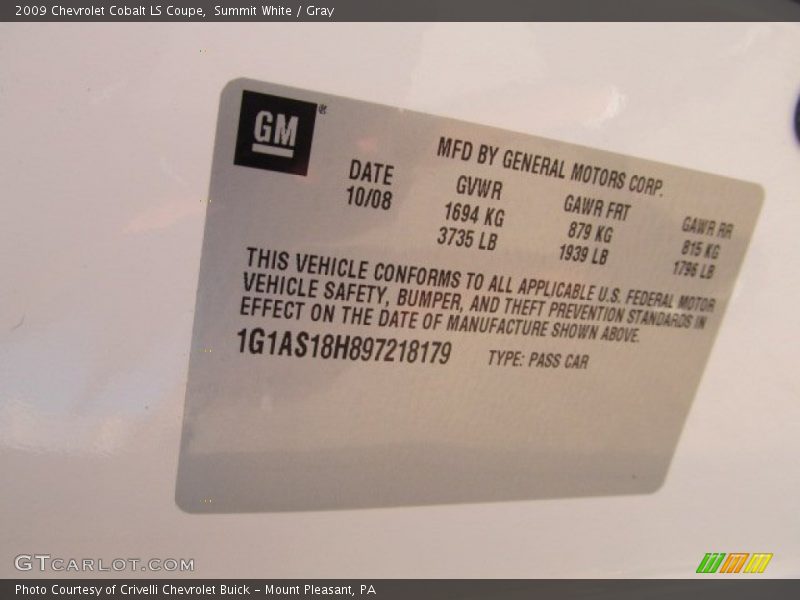 2009 Chevrolet Cobalt LS Coupe,  Summit White / Gray
GM®
MFD BY GENERAL MOTORS CORP.
DATE GVWR GAWR FRT GAWR RR
10/08 1694 KG 879 KG 815 KG
3735 LB 1939 LB 1796 LB
THIS VEHICLE CONFORMS TO ALL APPLICABLE U.S. FEDERAL MOTOR
VEHICLE SAFETY, BUMPER, AND THEFT PREVENTION STANDARDS IN
EFFECT ON THE DATE OF MANUFACTURE SHOWN ABOVE.
1G1AS18H897218179 TYPE: PASS CAR
GTCARLOT.COM
Photo Courtesy of Crivelli Chevrolet Buick – Mount Pleasant, PA